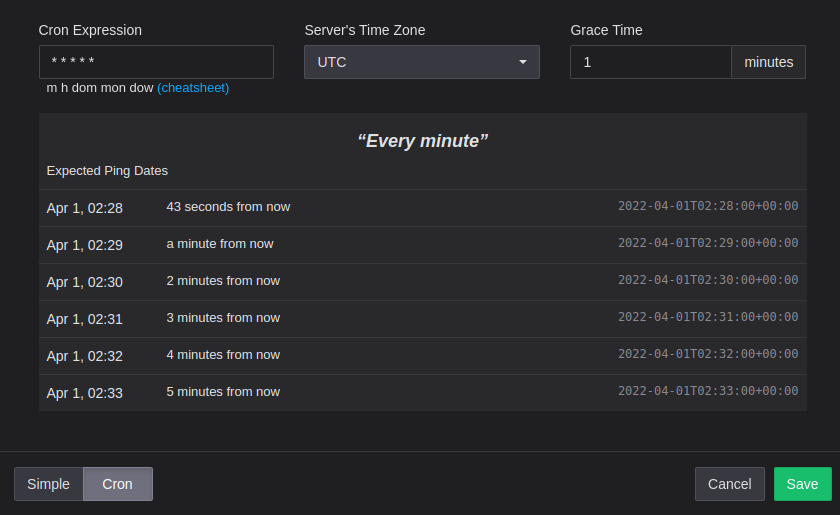 Cron Expression Server's Time Zone Grace Time
* * * * * UTC 1 minutes
m h dom mon dow (cheatsheet)
“Every minute”
Expected Ping Dates
Apr 1, 02:28 43 seconds from now 2022-04-01T02:28:00+00:00
Apr 1, 02:29 a minute from now 2022-04-01T02:29:00+00:00
Apr 1, 02:30 2 minutes from now 2022-04-01T02:30:00+00:00
Apr 1, 02:31 3 minutes from now 2022-04-01T02:31:00+00:00
Apr 1, 02:32 4 minutes from now 2022-04-01T02:32:00+00:00
Apr 1, 02:33 5 minutes from now 2022-04-01T02:33:00+00:00
Simple Cron Cancel Save